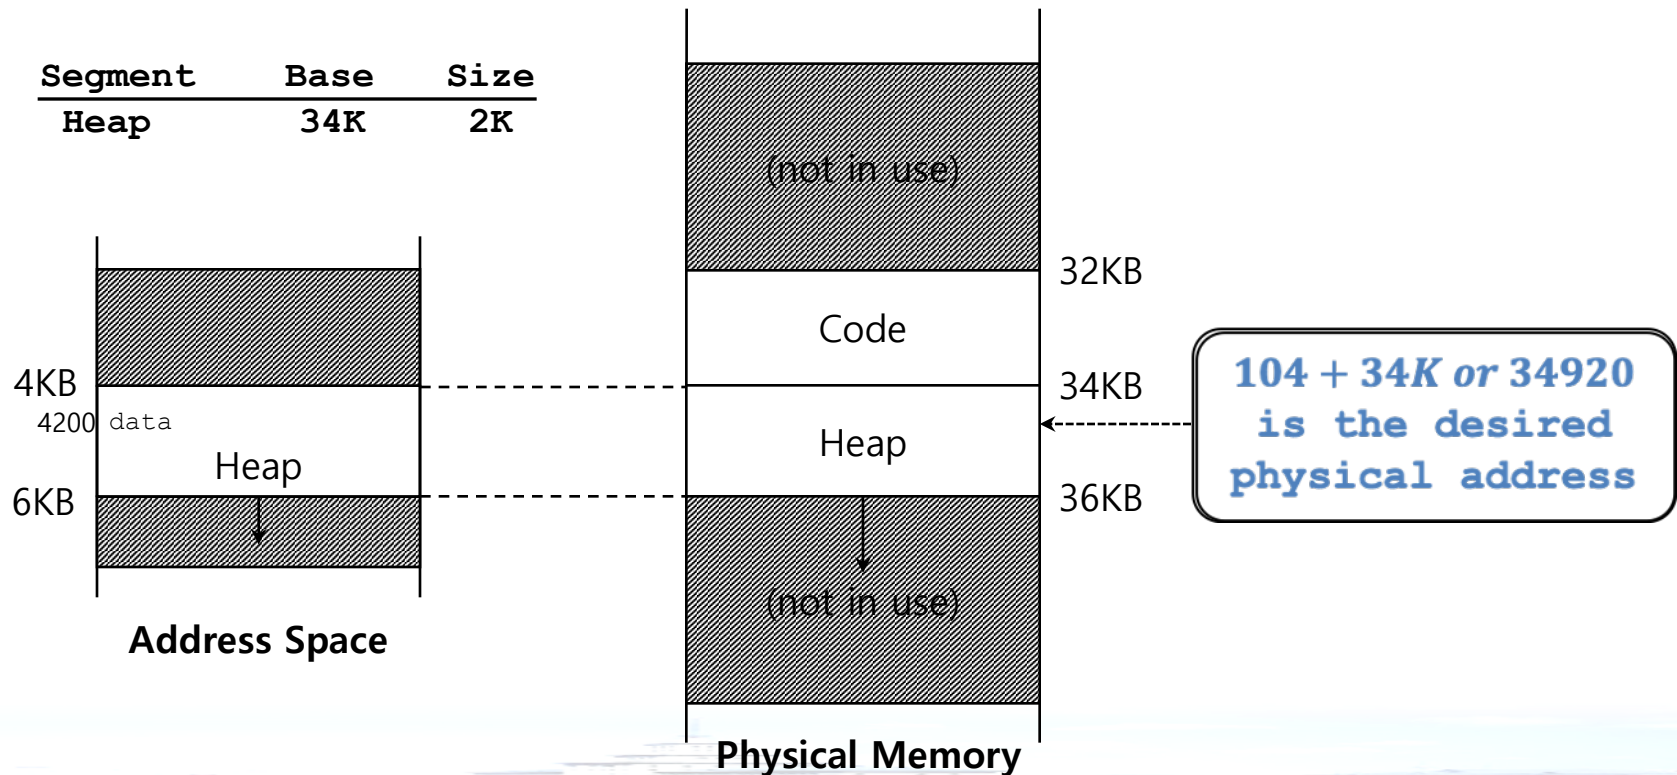 Segment Base Size
Heap 34K 2K
(not in use)
32KB
Code
4KB
34KB
4200 data
Heap
Heap
6KB
36KB
104 + 34K or 34920
is the desired
physical address
(not in use)
Address Space
Physical Memory